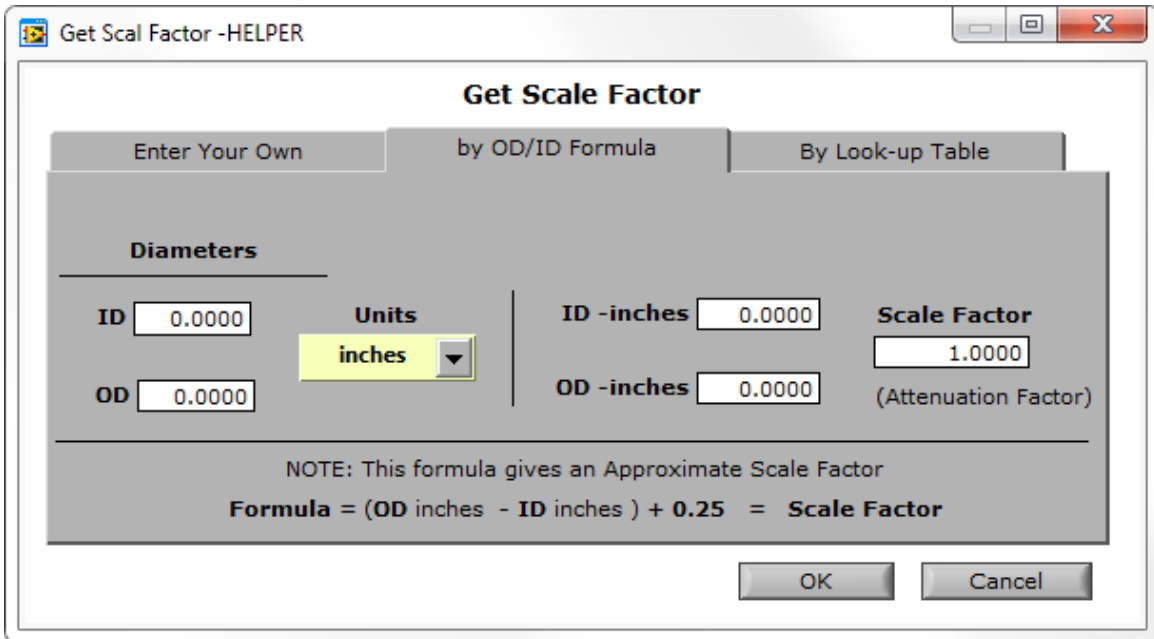 Get Scal Factor -HELPER
Get Scale Factor
Enter Your Own by OD/ID Formula By Look-up Table
Diameters
ID 0.0000 Units ID -inches 0.0000 Scale Factor
inches 1.0000
OD 0.0000 OD -inches 0.0000 (Attenuation Factor)
NOTE: This formula gives an Approximate Scale Factor
Formula = (OD inches - ID inches ) + 0.25 = Scale Factor
OK Cancel